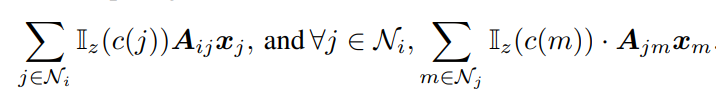 ∑_{j∈𝒩_i} 𝕀_z(c(j))𝑨_{ij}𝒙_j, and ∀j ∈ 𝒩_i, ∑_{m∈𝒩_j} 𝕀_z(c(m)) · 𝑨_{jm}𝒙_m.